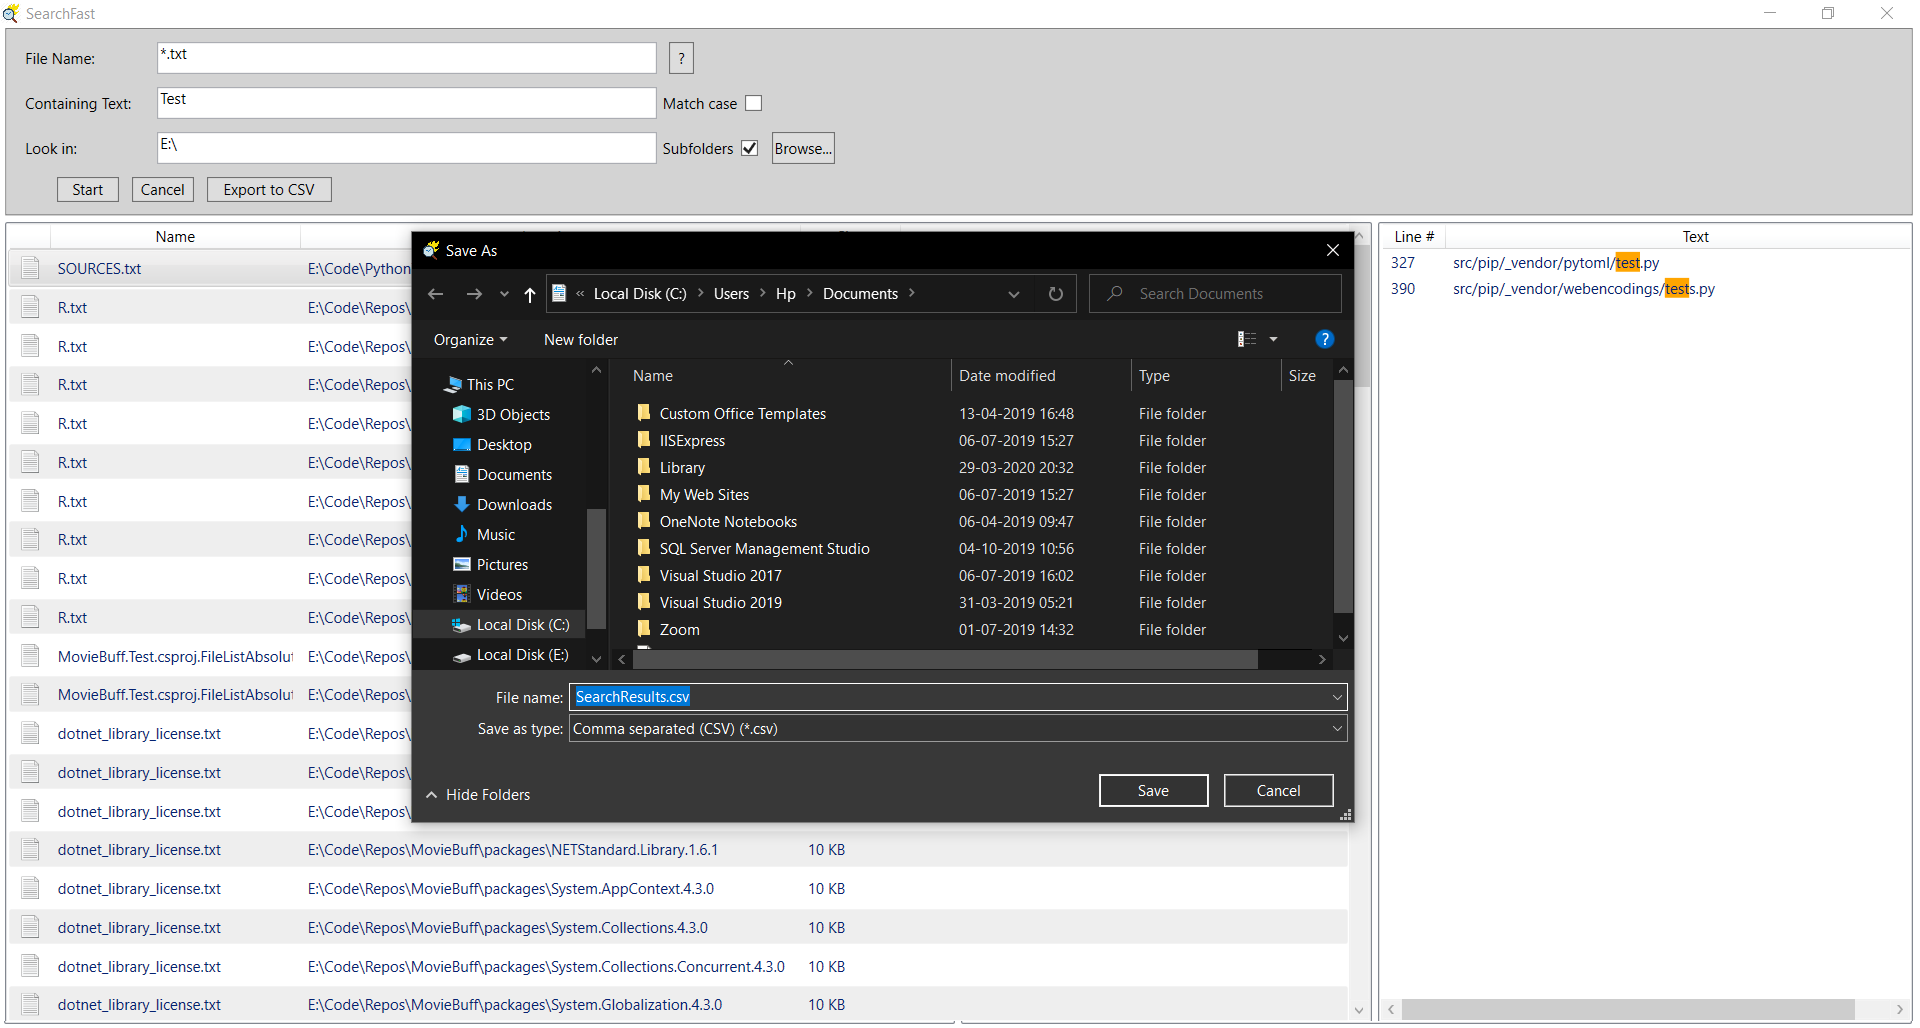 SearchFast
File Name:
*.txt
?
Containing Text:
Test
Match case
Look in:
E:\
Subfolders
Browse...
Start
Cancel
Export to CSV
Name
SOURCES.txt E:\Code\Python
R.txt E:\Code\Repos\
R.txt E:\Code\Repos\
R.txt E:\Code\Repos\
R.txt E:\Code\Repos\
R.txt E:\Code\Repos\
R.txt E:\Code\Repos\
R.txt E:\Code\Repos\
R.txt E:\Code\Repos\
R.txt E:\Code\Repos\
MovieBuff.Test.csproj.FileListAbsolut E:\Code\Repos\
MovieBuff.Test.csproj.FileListAbsolut E:\Code\Repos\
dotnet_library_license.txt E:\Code\Repos\
dotnet_library_license.txt E:\Code\Repos\
dotnet_library_license.txt E:\Code\Repos\
dotnet_library_license.txt E:\Code\Repos\MovieBuff\packages\NETStandard.Library.1.6.1 10 KB
dotnet_library_license.txt E:\Code\Repos\MovieBuff\packages\System.AppContext.4.3.0 10 KB
dotnet_library_license.txt E:\Code\Repos\MovieBuff\packages\System.Collections.4.3.0 10 KB
dotnet_library_license.txt E:\Code\Repos\MovieBuff\packages\System.Collections.Concurrent.4.3.0 10 KB
dotnet_library_license.txt E:\Code\Repos\MovieBuff\packages\System.Globalization.4.3.0 10 KB
Save As
« Local Disk (C:) > Users > Hp > Documents >
Search Documents
Organize
New folder
?
This PC
3D Objects
Desktop
Documents
Downloads
Music
Pictures
Videos
Local Disk (C:)
Local Disk (E:)
Name Date modified Type Size
Custom Office Templates 13-04-2019 16:48 File folder
IISExpress 06-07-2019 15:27 File folder
Library 29-03-2020 20:32 File folder
My Web Sites 06-07-2019 15:27 File folder
OneNote Notebooks 06-04-2019 09:47 File folder
SQL Server Management Studio 04-10-2019 10:56 File folder
Visual Studio 2017 06-07-2019 16:02 File folder
Visual Studio 2019 31-03-2019 05:21 File folder
Zoom 01-07-2019 14:32 File folder
File name: SearchResults.csv
Save as type: Comma separated (CSV) (*.csv)
Hide Folders
Save
Cancel
Line # Text
327 src/pip/_vendor/pytoml/test.py
390 src/pip/_vendor/webencodings/tests.py